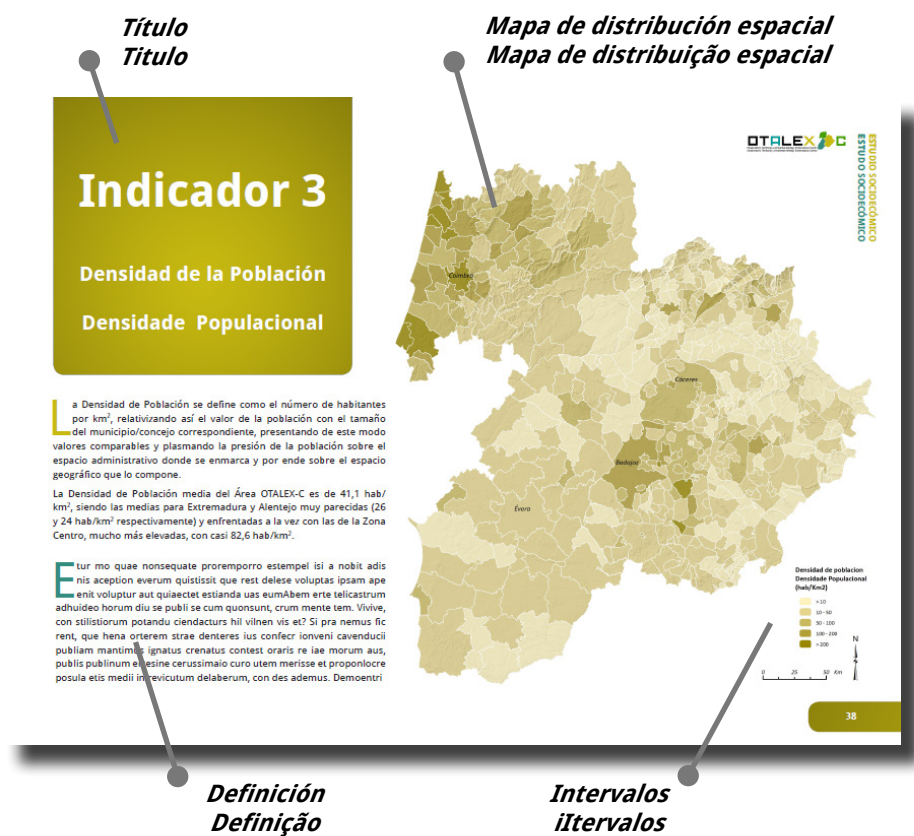 Título
Titulo
Mapa de distribución espacial
Mapa de distribuição espacial
Indicador 3
Densidad de la Población
Densidade Populacional
OTALEX C
ESTUDIO SOCIOECÓMICO
ESTUDO SOCIOECÓMICO
Coimbra
Cáceres
Badajoz
Évora
La Densidad de Población se define como el número de habitantes
por km², relativizando así el valor de la población con el tamaño
del municipio/concejo correspondiente, presentando de este modo
valores comparables y plasmando la presión de la población sobre el
espacio administrativo donde se enmarca y por ende sobre el espacio
geográfico que lo compone.
La Densidad de Población media del Área OTALEX-C es de 41,1 hab/
km², siendo las medias para Extremadura y Alentejo muy parecidas (26
y 24 hab/km² respectivamente) y enfrentadas a la vez con las de la Zona
Centro, mucho más elevadas, con casi 82,6 hab/km².
Etur mo quae nonsequate proremporro estempel isi a nobit adis
nis aception everum quistissit que rest delese voluptas ipsam ape
enit voluptur aut quiaectet estianda uas eumAbem erte telicastrum
adhuideo horum diu se publi se cum quonsunt, crum mente tem. Vivive,
con stilistiorum potandu ciendacturs hil vilnen vis et? Si pra nemus fic
rent, que hena orterem strae denteres ius confecr ionveni cavenducii
publiam mantimis ignatus crenatus contest oraris re iae morum aus,
publis publinum elesine cerussimaio curo utem merisse et proponlocre
posula etis medii in revicutum delaberum, con des ademus. Demoentri
Densidad de poblacion
Densidade Populacional
(hab/Km2)
>10
10 - 50
50 - 100
100 - 200
>200
N
0 25 50 Km
38
Definición
Definição
Intervalos
iItervalos